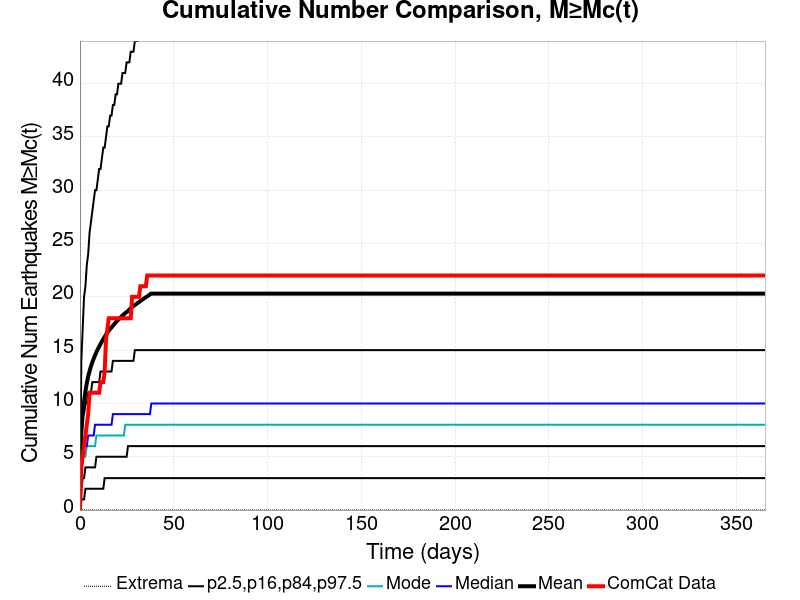 Cumulative Number Comparison, M≥Mc(t)
Cumulative Num Earthquakes M≥Mc(t)
40
35
30
25
20
15
10
5
0
0 50 100 150 200 250 300 350
Time (days)
Extrema p2.5,p16,p84,p97.5 Mode Median Mean ComCat Data